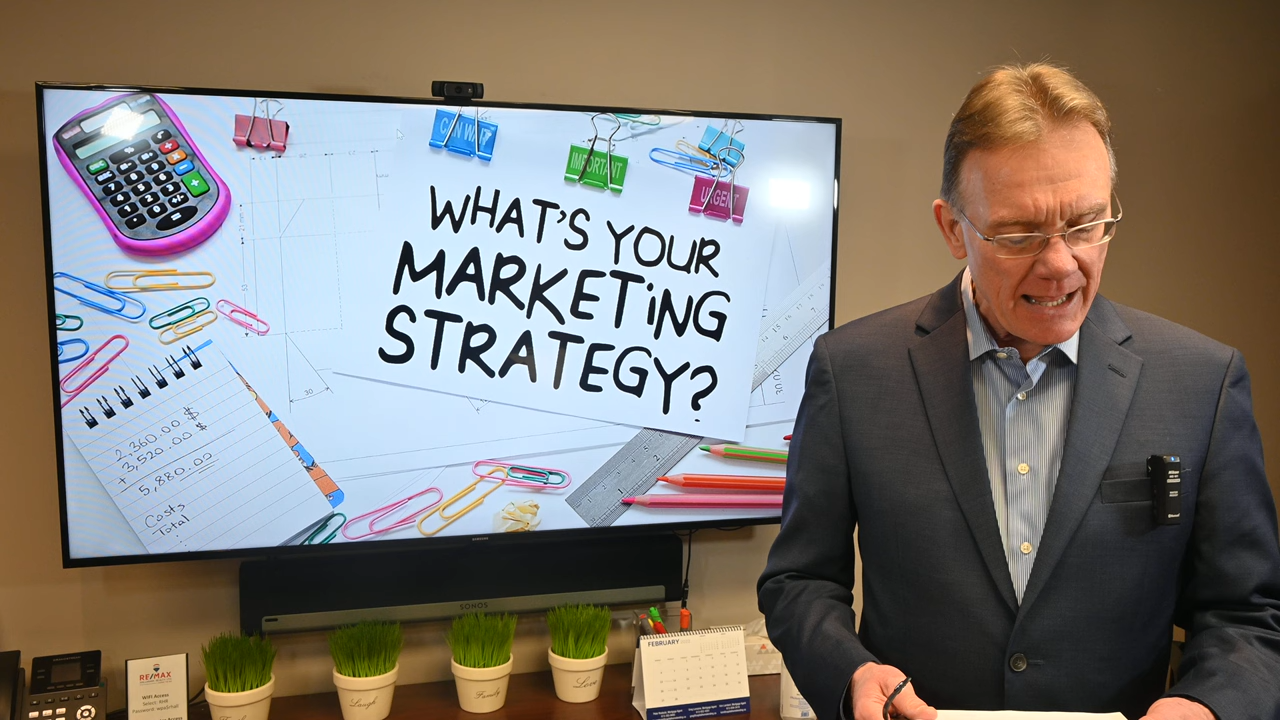 CAN WAIT
IMPORTANT
URGENT
WHAT'S YOUR
MARKETING
STRATEGY?
2,360.00 $
+ 3,520.00 $
5,880.00
Costs
Total
SONOS
FEBRUARY
RE/MAX
WiFi Access
Laugh
Family
Love